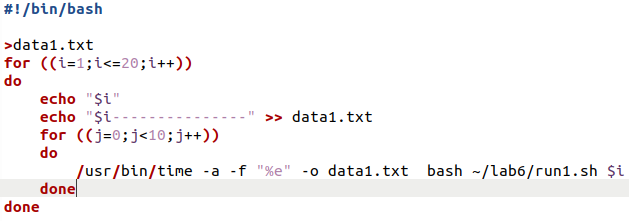 #!/bin/bash
>data1.txt
for ((i=1;i<=20;i++))
do
    echo "$i"
    echo "$i---------------" >> data1.txt
    for ((j=0;j<10;j++))
    do
        /usr/bin/time -a -f "%e" -o data1.txt  bash ~/lab6/run1.sh $i
    done
done